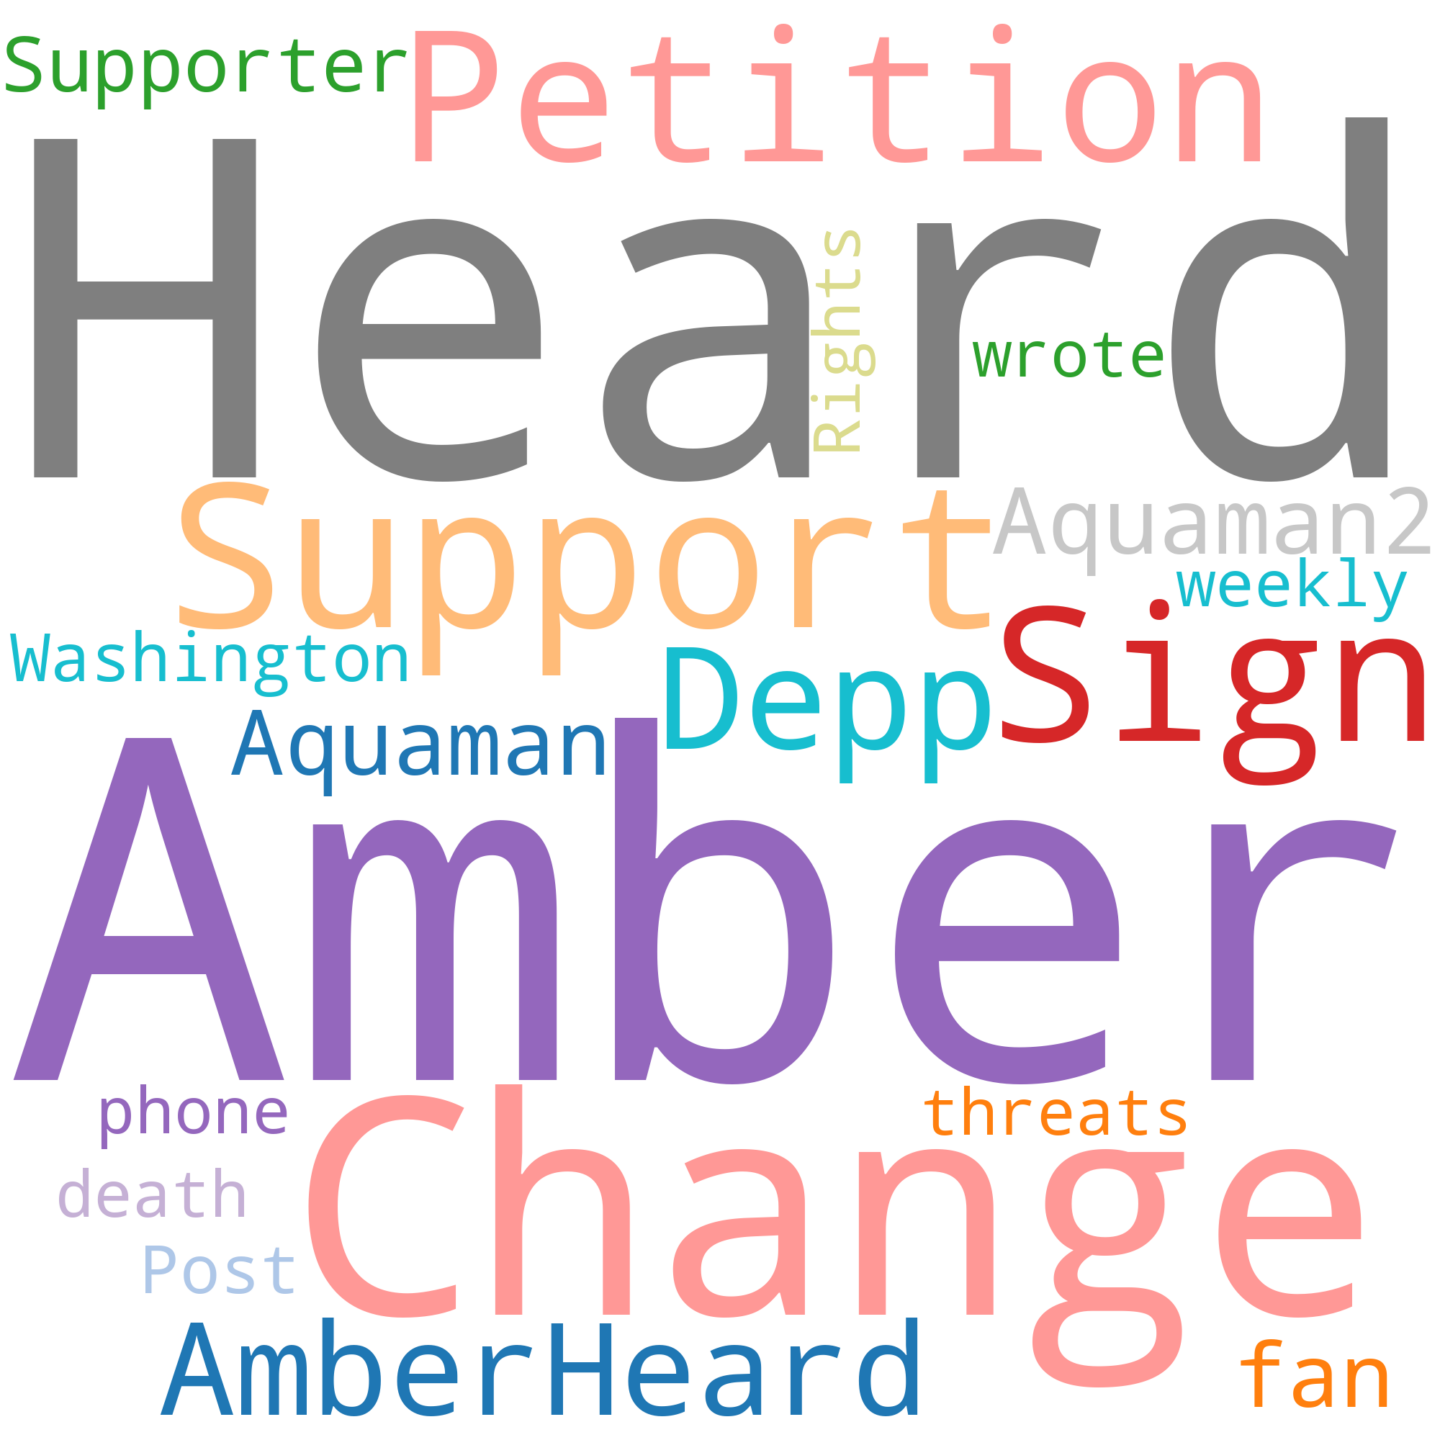 Supporter
Petition
Heard
Rights
wrote
Support
Aquaman2
weekly
Washington
Depp
Sign
Aquaman
Amber
phone
threats
Change
death
Post
AmberHeard
fan